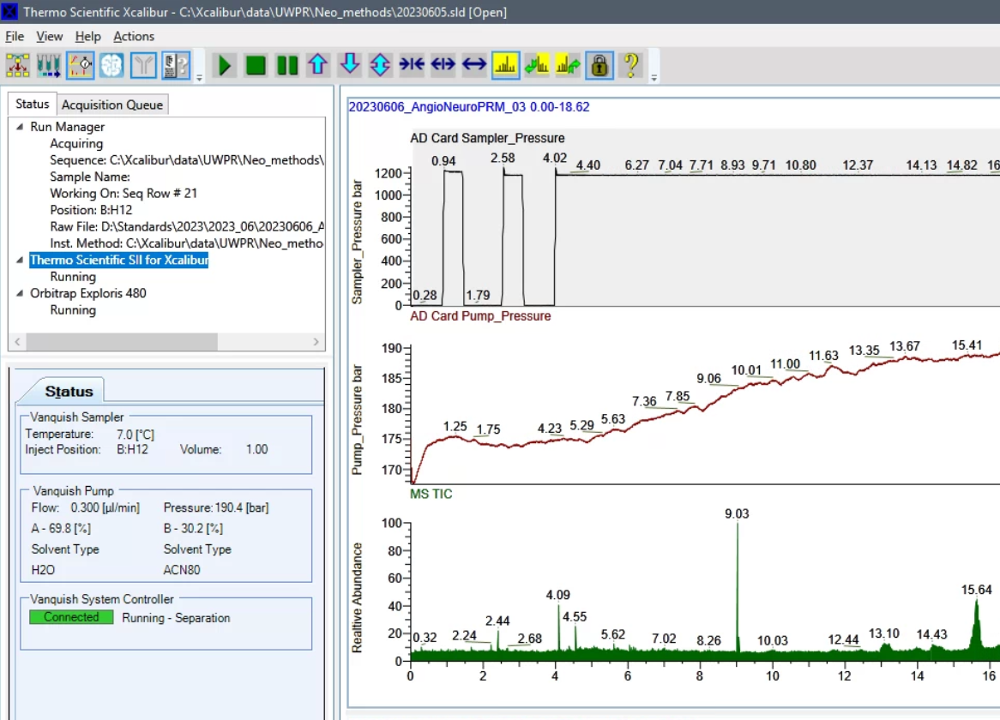 Thermo Scientific Xcalibur - C:\Xcalibur\data\UWPR\Neo_methods\20230605.sld [Open]
File View Help Actions
Status Acquisition Queue
Run Manager
Acquiring
Sequence: C:\Xcalibur\data\UWPR\Neo_methods\
Sample Name:
Working On: Seq Row # 21
Position: B:H12
Raw File: D:\Standards\2023\2023_06\20230606_A
Inst. Method: C:\Xcalibur\data\UWPR\Neo_metho
Thermo Scientific SII for Xcalibur
Running
Orbitrap Exploris 480
Running
Status
Vanquish Sampler
Temperature: 7.0 [°C]
Inject Position: B:H12 Volume: 1.00
Vanquish Pump
Flow: 0.300 [µl/min] Pressure: 190.4 [bar]
A - 69.8 [%] B - 30.2 [%]
Solvent Type Solvent Type
H2O ACN80
Vanquish System Controller
Connected Running - Separation
20230606_AngioNeuroPRM_03 0.00-18.62
AD Card Sampler_Pressure
Sampler_Pressure bar
1200
1000
800
600
400
200
0
0.28 0.94 1.79 2.58 4.02 4.40 6.27 7.04 7.71 8.93 9.71 10.80 12.37 14.13 14.82 16
AD Card Pump_Pressure
Pump_Pressure bar
190
185
180
175
170
1.25 1.75 4.23 5.29 5.63 7.36 7.85 9.06 10.01 11.00 11.63 13.35 13.67 15.41
MS TIC
Realtive Abundance
100
80
60
40
20
0
0.32 2.24 2.44 2.68 4.09 4.55 5.62 7.02 8.26 9.03 10.03 12.44 13.10 14.43 15.64
0 2 4 6 8 10 12 14 16